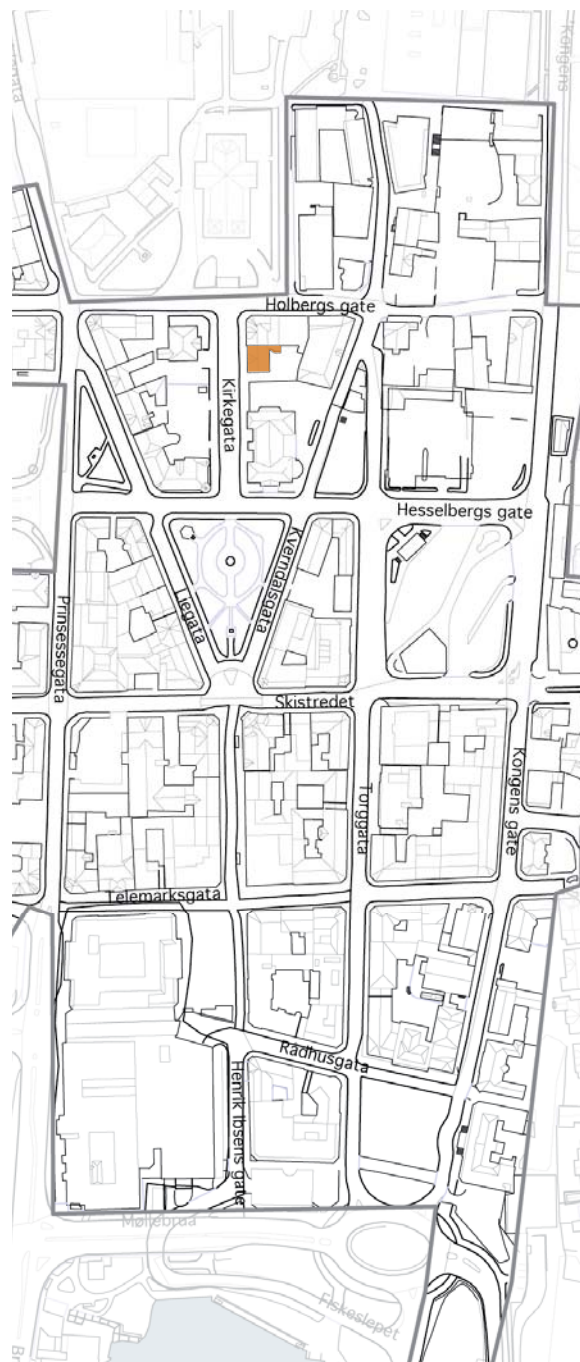 Kongens
Holbergs gate
Kirkegata
Hesselbergs gate
Kverndalsgata
Liegata
Prinsessegata
Skistredet
Torggata
Kongens gate
Telemarksgata
Rådhusgata
Henrik Ibsens gate
Møllebrua
Fiskeslepet